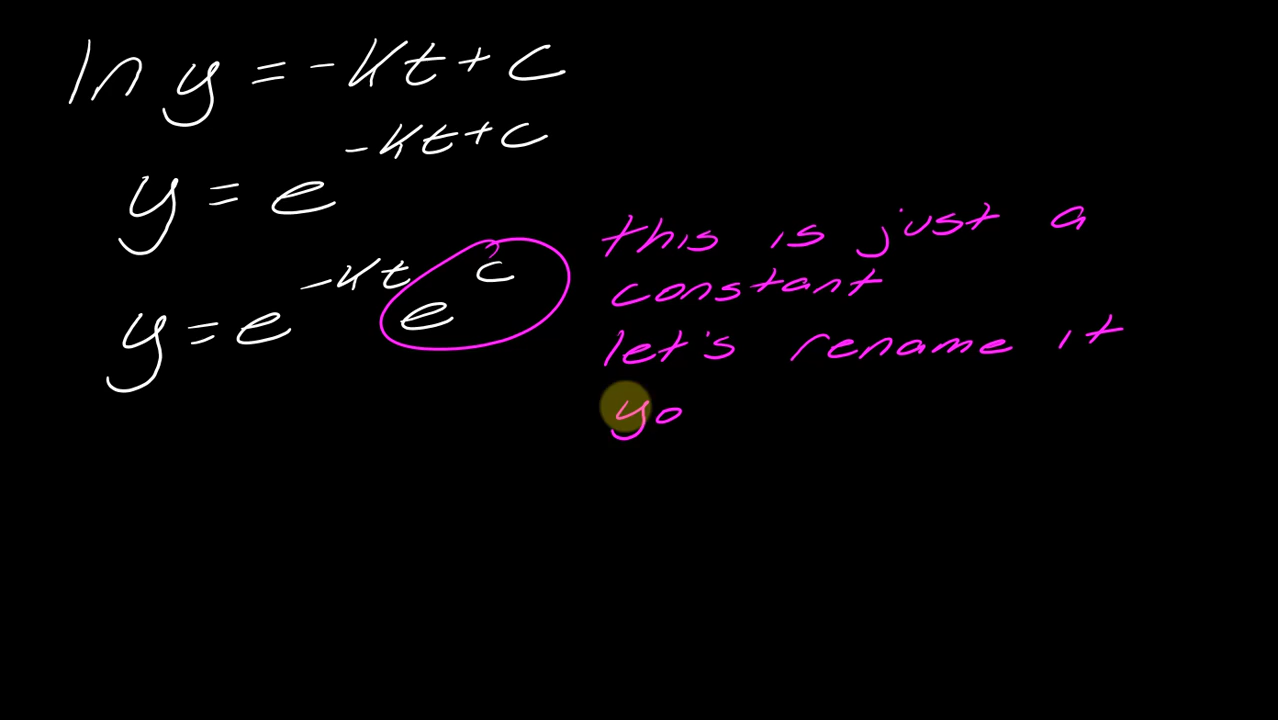 ln y = -kt + c
y = e^{-kt+c}
y = e^{-kt} e^{c}
this is just a
constant
let's rename it
yo